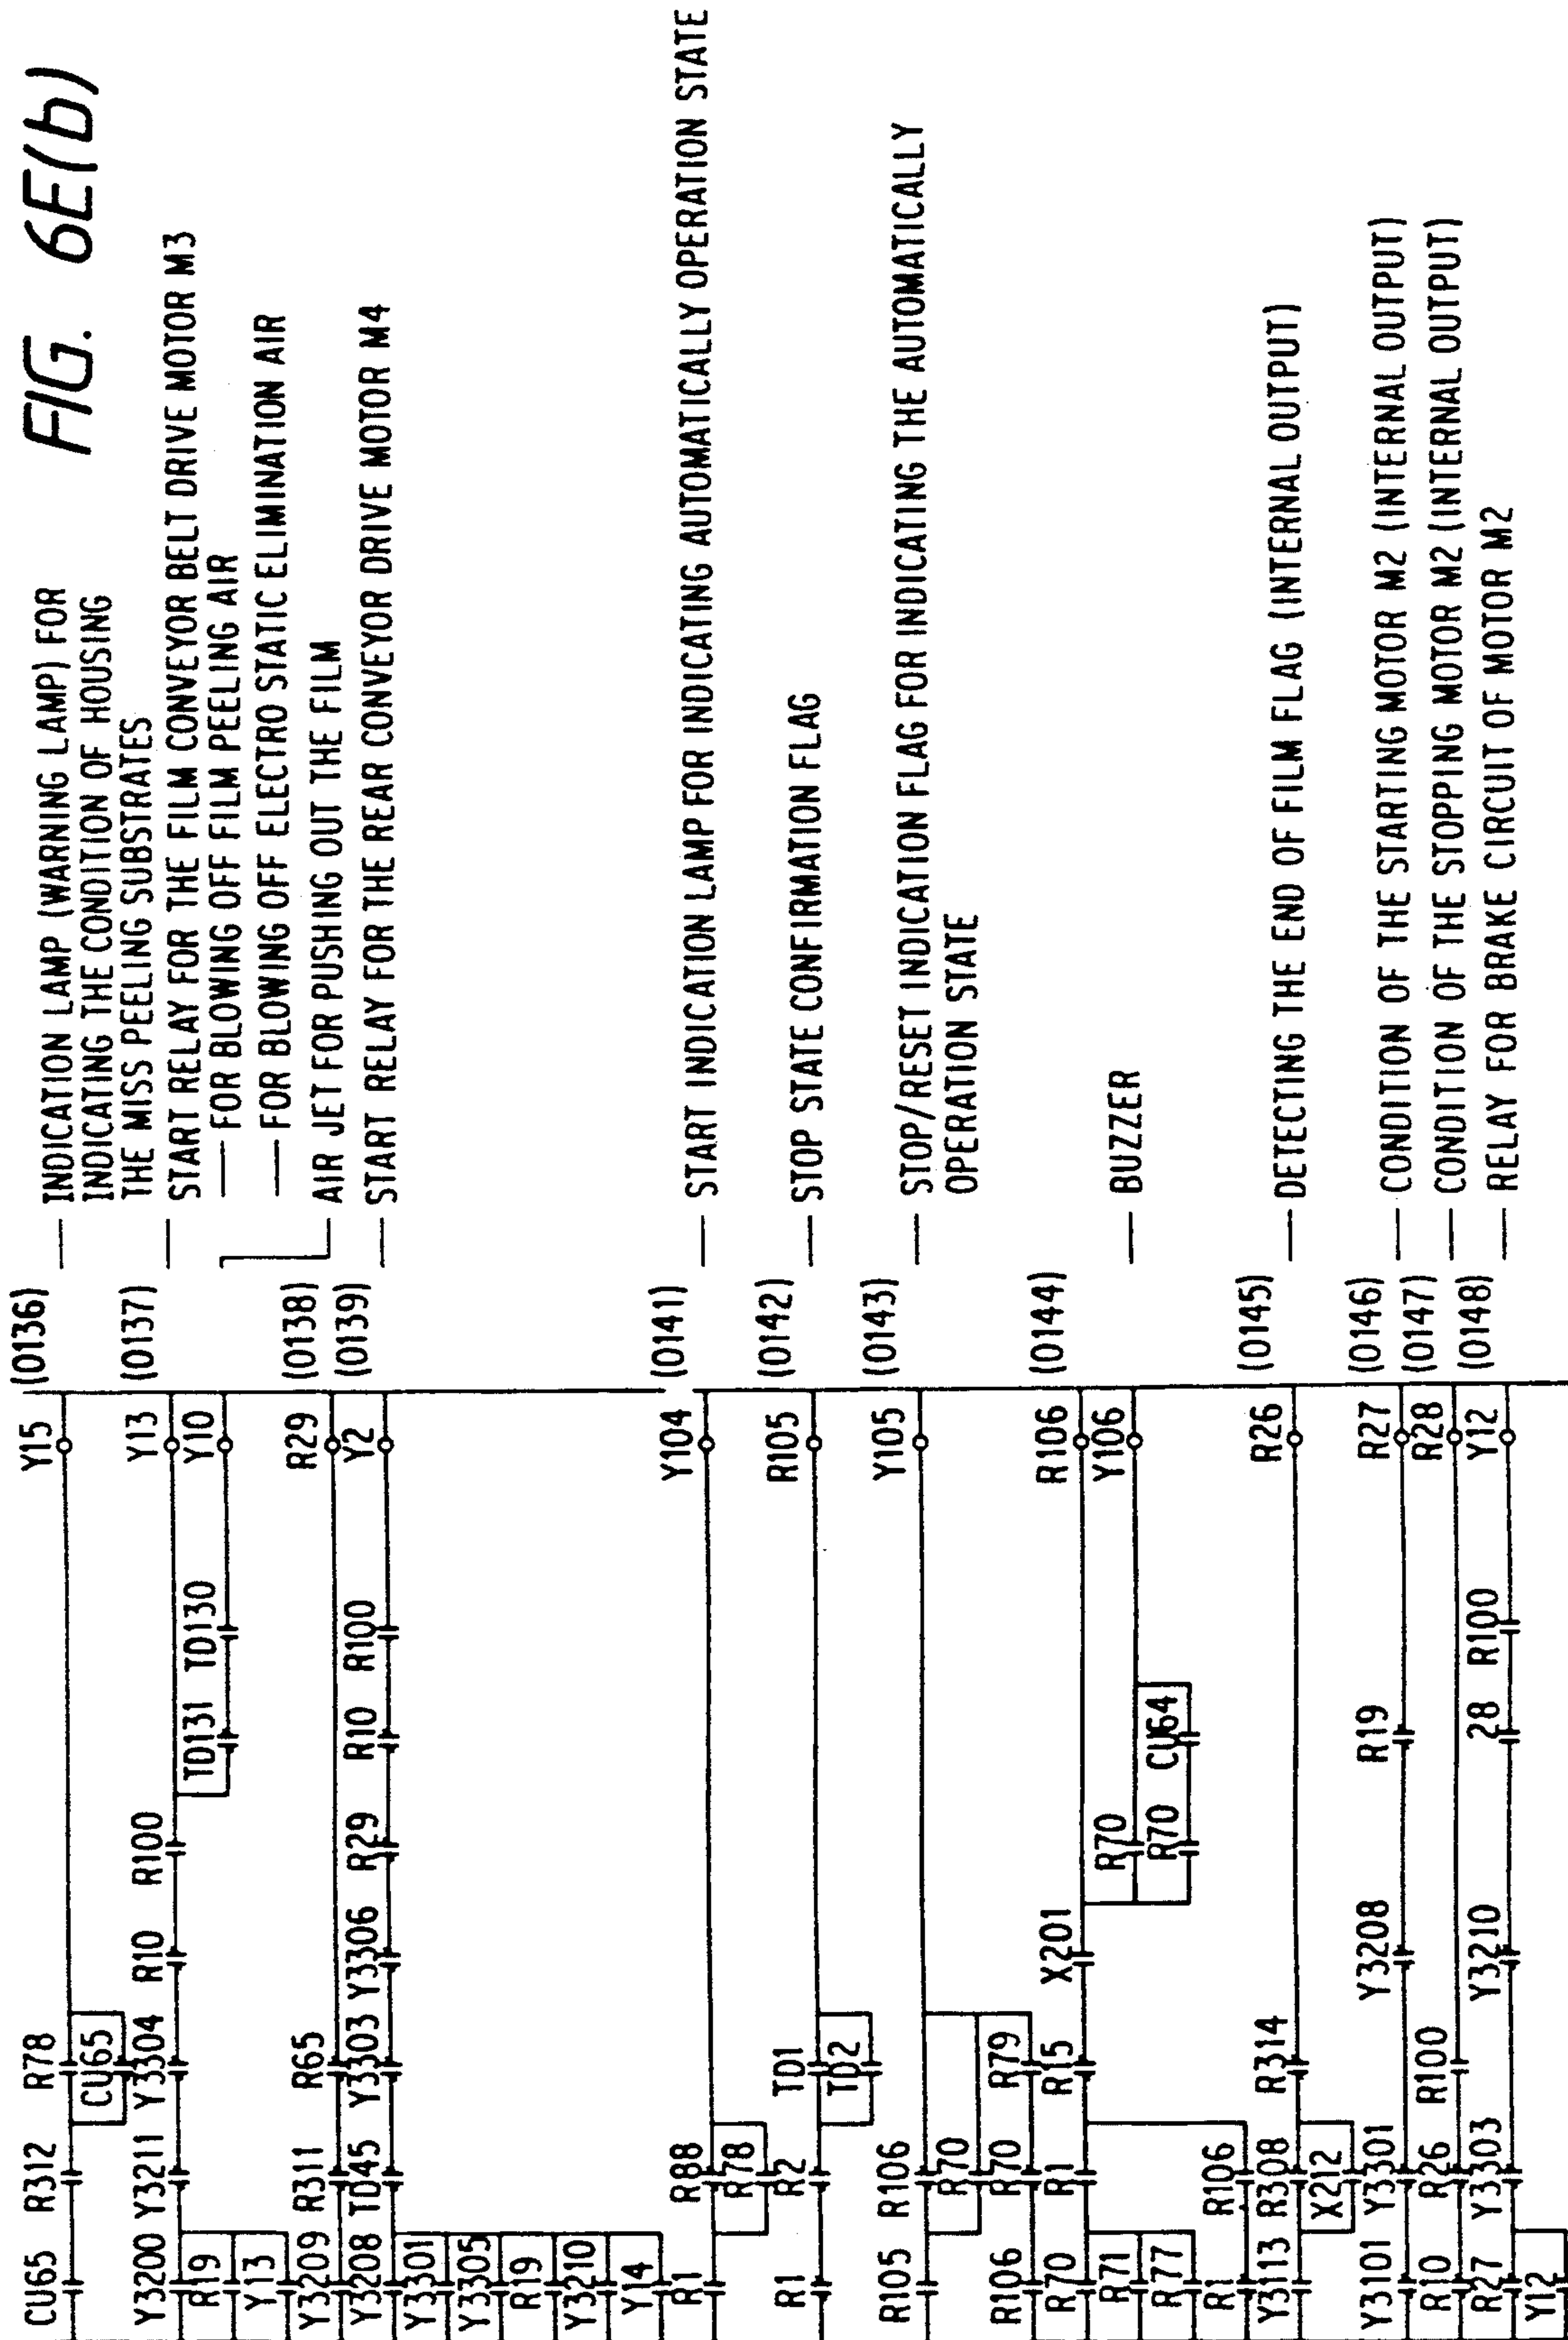 FIG. 6E(b)
CU65 R312 R78 Y15 (0136) INDICATION LAMP (WARNING LAMP) FOR
CU65 INDICATING THE CONDITION OF HOUSING
THE MISS PEELING SUBSTRATES
Y3200 Y3211 Y3304 R10 R100 Y13 (0137) START RELAY FOR THE FILM CONVEYOR BELT DRIVE MOTOR M3
R19 TD131 TD130 Y10 FOR BLOWING OFF FILM PEELING AIR
Y13 FOR BLOWING OFF ELECTRO STATIC ELIMINATION AIR
Y3209 R311 R65 R29 (0138) AIR JET FOR PUSHING OUT THE FILM
Y3208 TD45 Y3303 Y3306 R29 R10 R100 Y2 (0139) START RELAY FOR THE REAR CONVEYOR DRIVE MOTOR M4
Y3301
Y3305
R19
Y3210
Y14
R1 R88 Y104 (0141) START INDICATION LAMP FOR INDICATING AUTOMATICALLY OPERATION STATE
R78
R1 R2 TD1 R105 (0142) STOP STATE CONFIRMATION FLAG
TD2
R105 R106 Y105 (0143) STOP/RESET INDICATION FLAG FOR INDICATING THE AUTOMATICALLY
R70 OPERATION STATE
R106 R70 R79
R70 R1 R15 X201 R106 (0144)
R71 R70 Y106 BUZZER
R77 R70 CU64
R1 R106
Y3113 R308 R314 R26 (0145) DETECTING THE END OF FILM FLAG (INTERNAL OUTPUT)
X212
Y3101 Y3301 Y3208 R19 R27 (0146) CONDITION OF THE STARTING MOTOR M2 (INTERNAL OUTPUT)
R10 R26 R100 R28 (0147) CONDITION OF THE STOPPING MOTOR M2 (INTERNAL OUTPUT)
R27 Y3303 Y3210 28 R100 Y12 (0148) RELAY FOR BRAKE CIRCUIT OF MOTOR M2
Y12